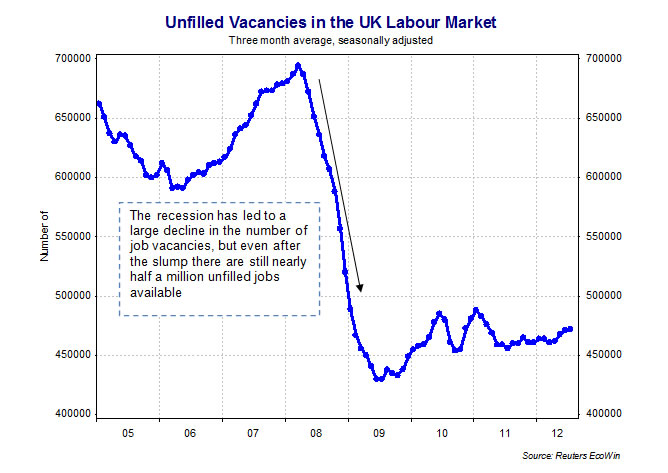 Unfilled Vacancies in the UK Labour Market
Three month average, seasonally adjusted
700000
700000
650000
650000
600000
600000
550000
550000
500000
500000
450000
450000
400000
400000
Number of
The recession has led to a
large decline in the number of
job vacancies, but even after
the slump there are still nearly
half a million unfilled jobs
available
05 06 07 08 09 10 11 12
Source: Reuters EcoWin